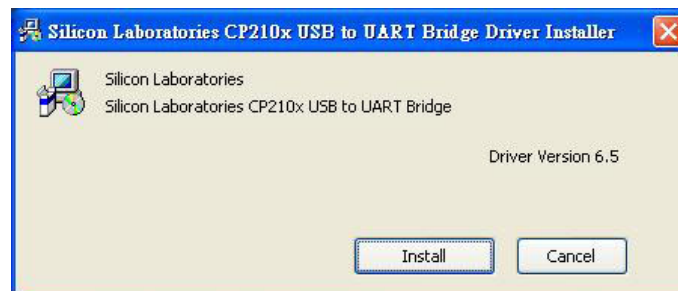 Silicon Laboratories CP210x USB to UART Bridge Driver Installer
Silicon Laboratories
Silicon Laboratories CP210x USB to UART Bridge
Driver Version 6.5
Install
Cancel